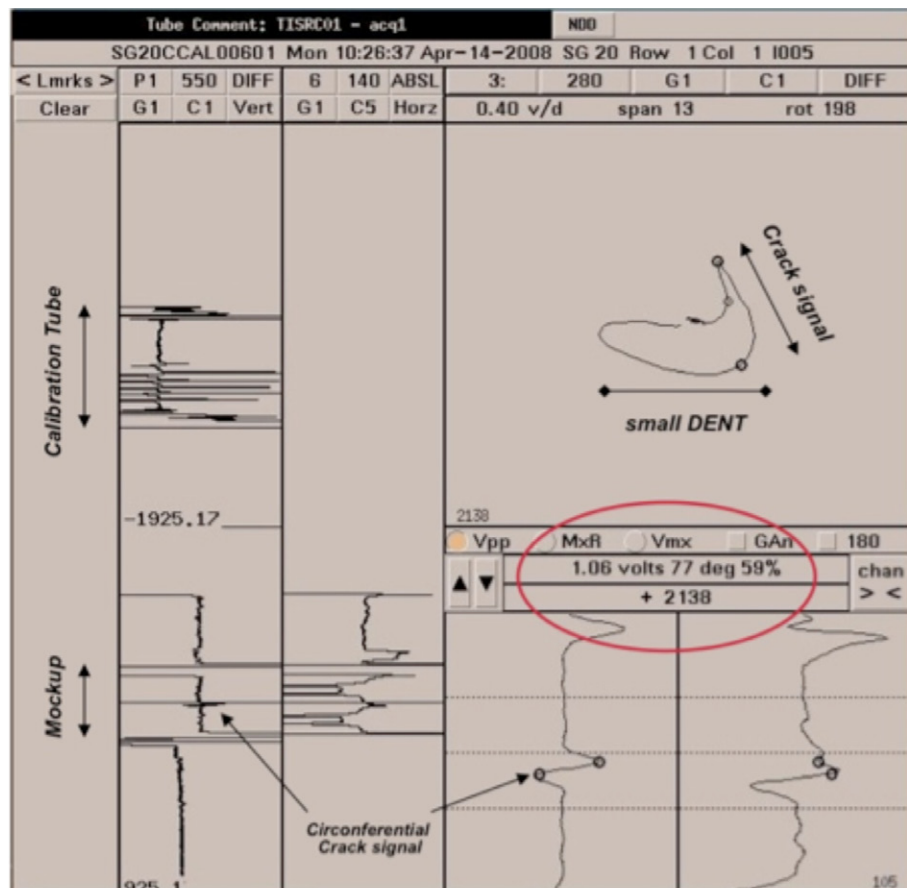 Tube Comment: TISRC01 - acq1 NDD
SG20CCAL00601 Mon 10:26:37 Apr-14-2008 SG 20 Row 1 Col 1 I005
< Lmrks > P1 550 DIFF 6 140 ABSL 3: 280 G1 C1 DIFF
Clear G1 C1 Vert G1 C5 Horz 0.40 v/d span 13 rot 198
Calibration Tube
Crack signal
small DENT
-1925.17
2138
Vpp MxR Vmx GAn 180
1.06 volts 77 deg 59% chan
+ 2138 > <
Mockup
Circonferential
Crack signal
105